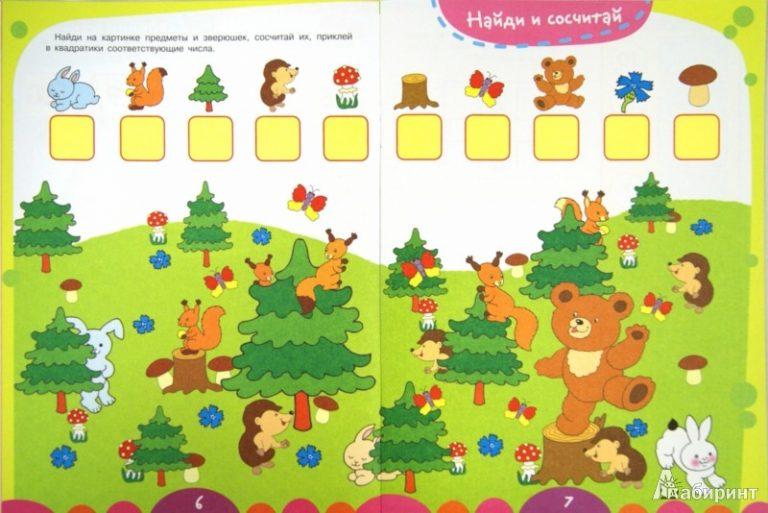 Найди на картинке предметы и зверюшек, сосчитай их, приклей
в квадратики соответствующие числа.
Найди и сосчитай
6
7
Лабиринт